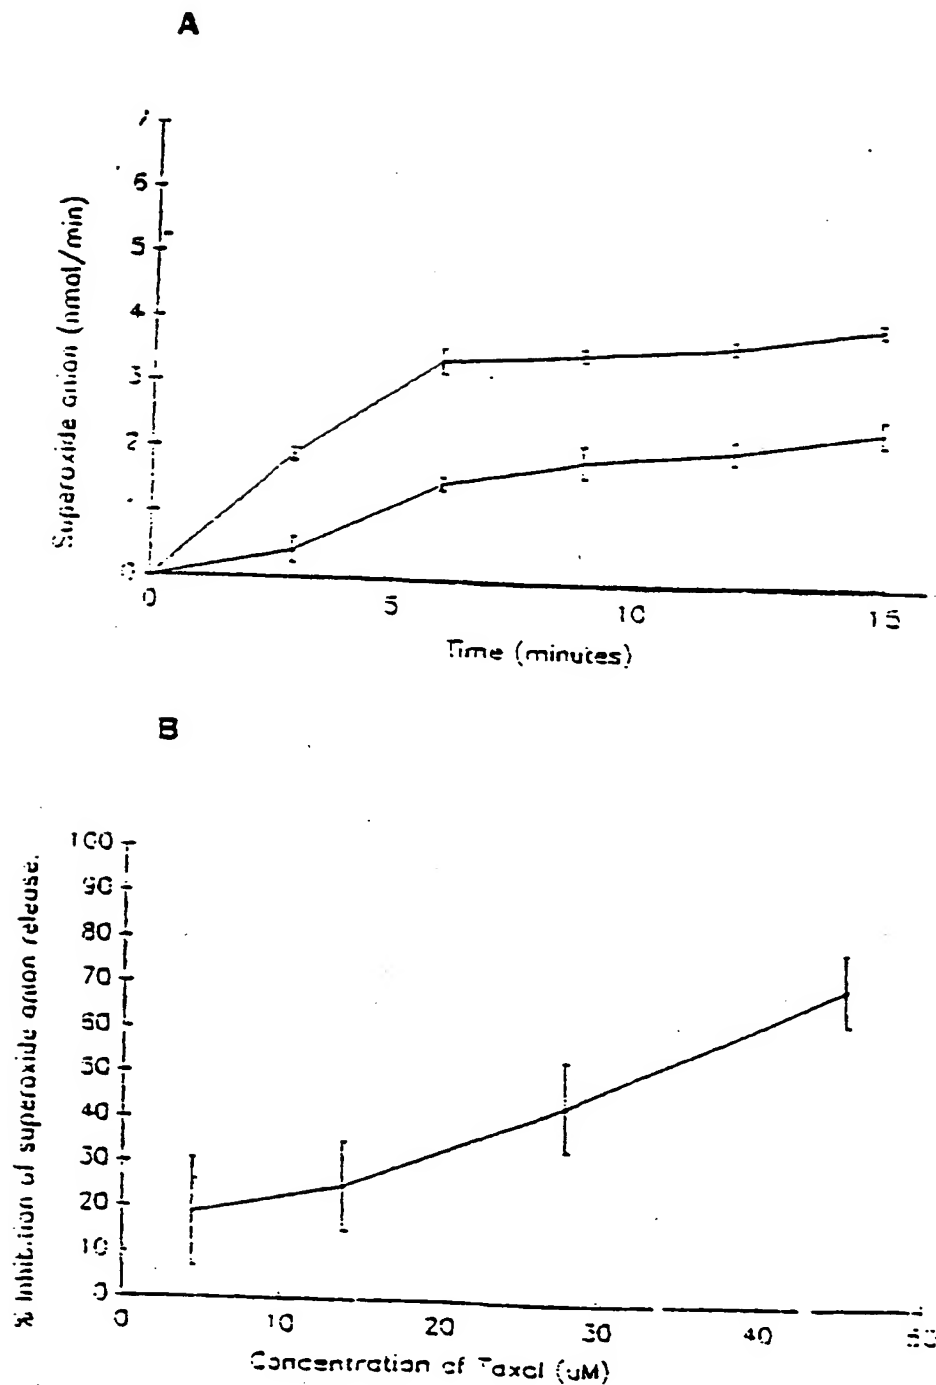 A
7
6
5
4
3
2
1
0
Superoxide anion (nmol/min)
0 5 10 15
Time (minutes)
B
100
90
80
70
60
50
40
30
20
10
0
% Inhibition of superoxide anion release.
0 10 20 30 40 50
Concentration of Taxol (uM)